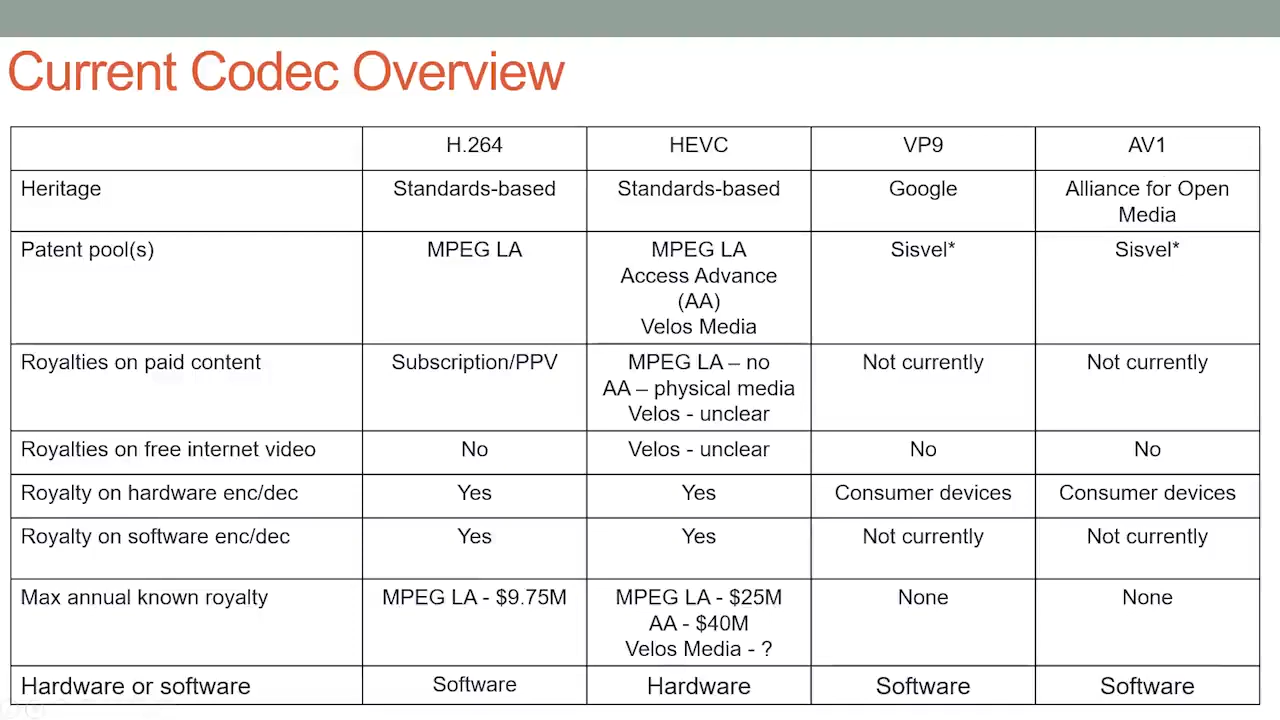 Current Codec Overview
H.264 HEVC VP9 AV1
Heritage Standards-based Standards-based Google Alliance for Open
Media
Patent pool(s) MPEG LA MPEG LA Sisvel* Sisvel*
Access Advance
(AA)
Velos Media
Royalties on paid content Subscription/PPV MPEG LA – no Not currently Not currently
AA – physical media
Velos - unclear
Royalties on free internet video No Velos - unclear No No
Royalty on hardware enc/dec Yes Yes Consumer devices Consumer devices
Royalty on software enc/dec Yes Yes Not currently Not currently
Max annual known royalty MPEG LA - $9.75M MPEG LA - $25M None None
AA - $40M
Velos Media - ?
Hardware or software Software Hardware Software Software